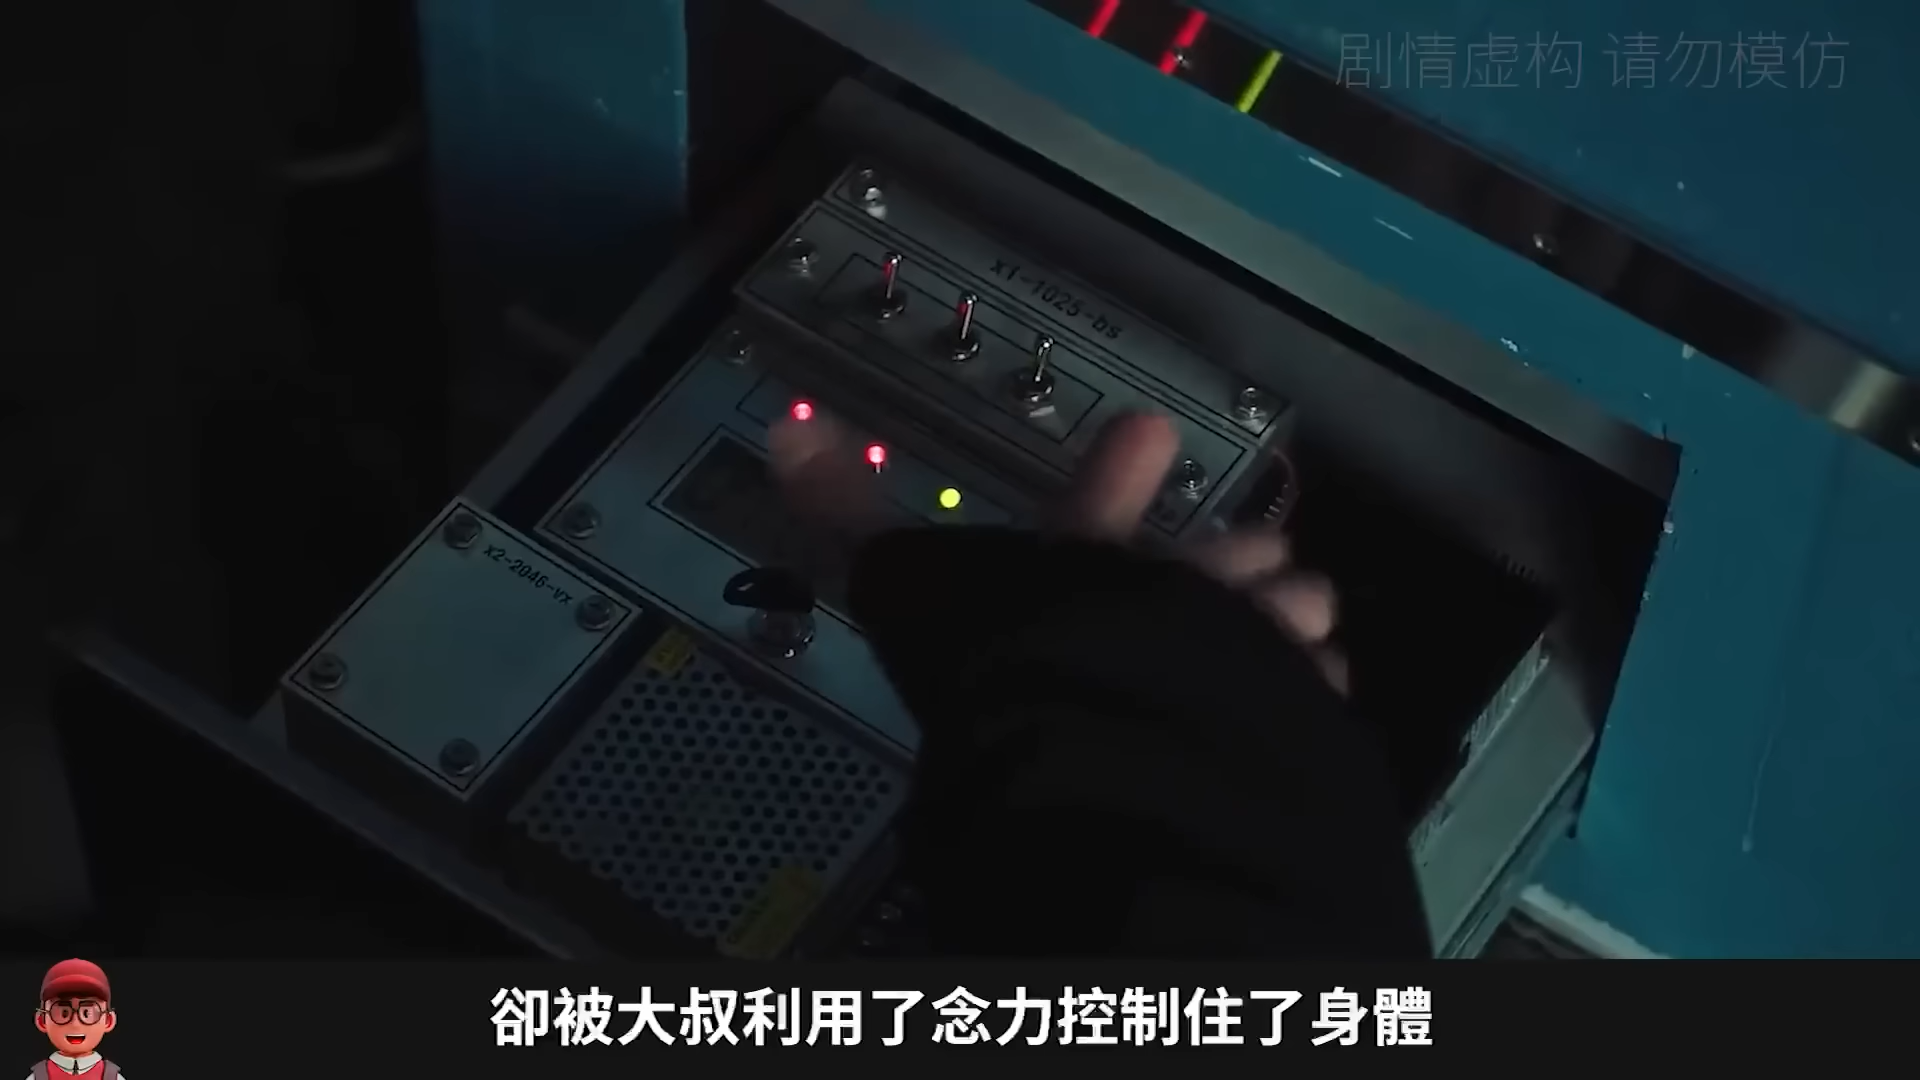 剧情虚构 请勿模仿
x1-1025-bs
x2-2046-vx
卻被大叔利用了念力控制住了身體